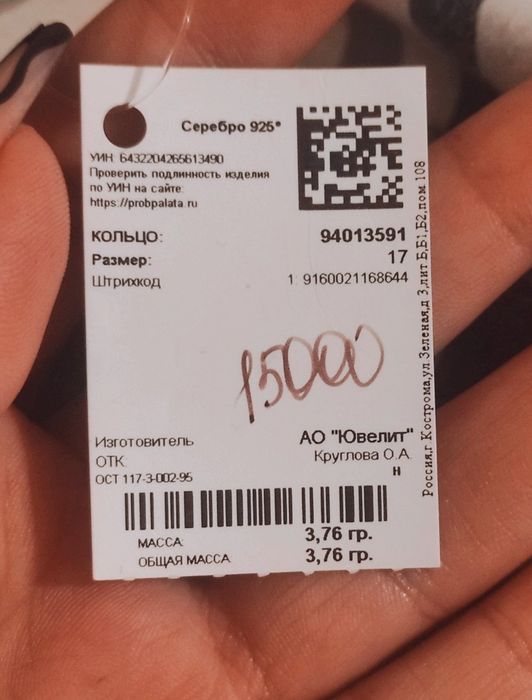 Серебро 925°
УИН 6432204265613490
Проверить подлинность изделия
по УИН на сайте:
https://probpalata.ru
КОЛЬЦО: 94013591
Размер: 17
Штрихкод 1: 9160021168644
15000
Изготовитель АО "Ювелит"
ОТК Круглова О.А.
ОСТ 117-3-002-95 н
МАССА: 3,76 гр.
ОБЩАЯ МАССА 3,76 гр.
Россия,г Кострома,ул Зеленая,д 3,лит Б,Б1,Б2,пом 108